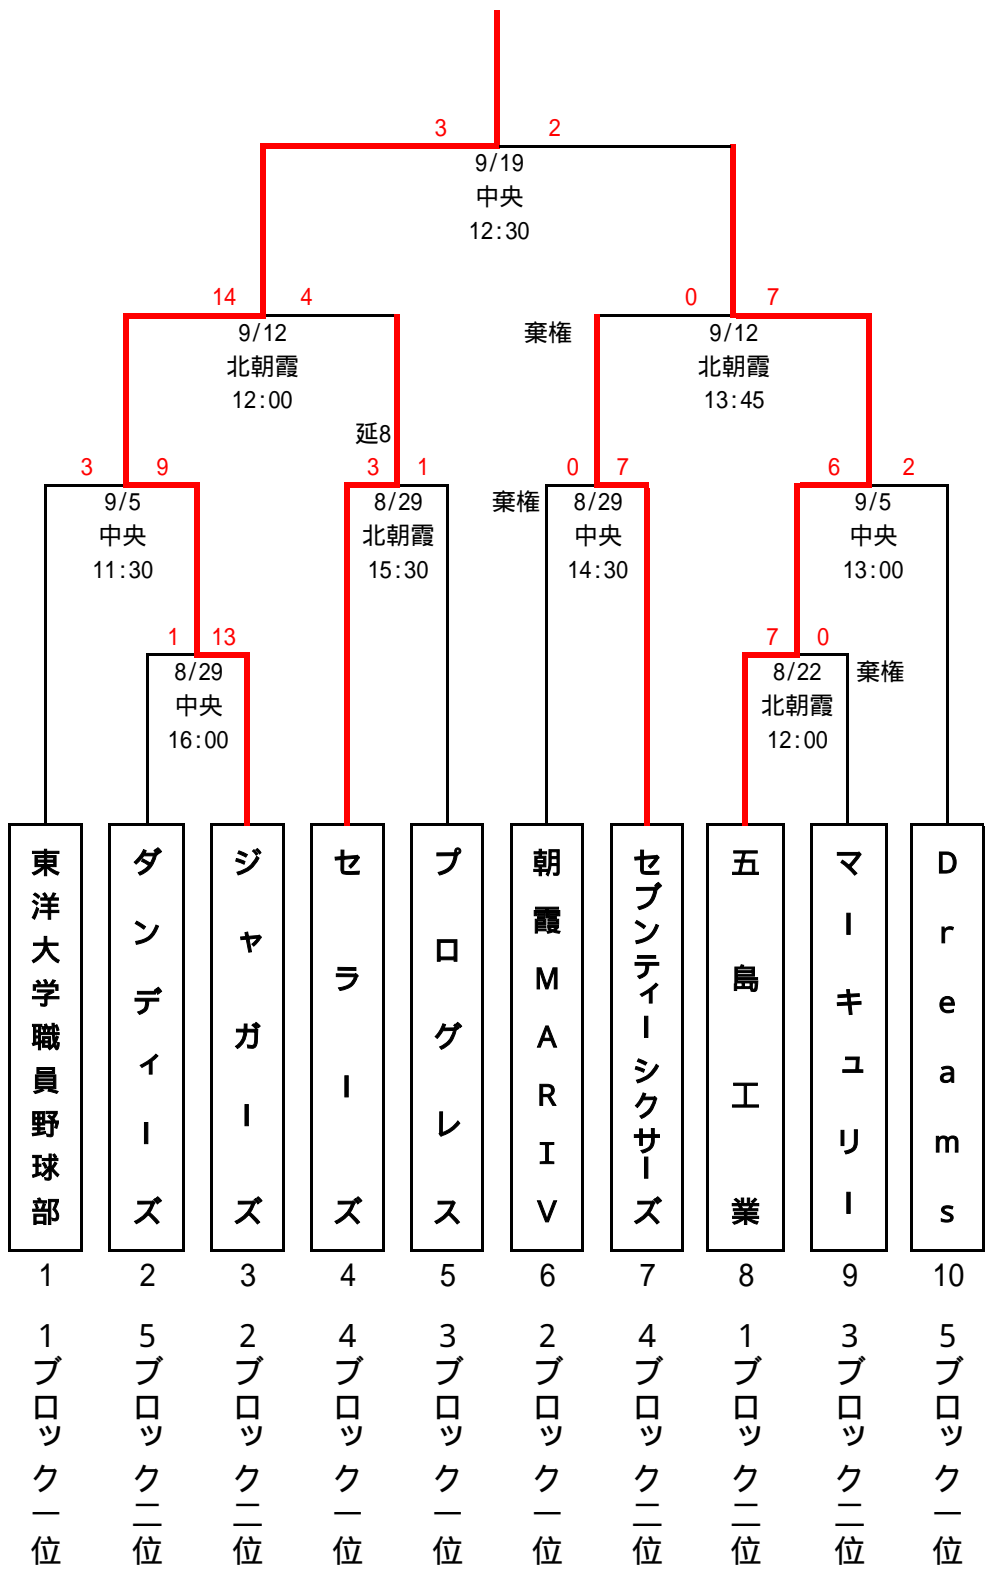 3 2
9/19
中央
12:30
14 4
9/12
北朝霞
12:00
棄権
0 7
9/12
北朝霞
13:45
3 9
9/5
中央
11:30
延8
3 1
8/29
北朝霞
15:30
棄権
0 7
8/29
中央
14:30
6 2
9/5
中央
13:00
1 13
8/29
中央
16:00
7 0
8/22
北朝霞
12:00
棄権
東洋大学職員野球部
ダンディーズ
ジャガーズ
セラーズ
プログレス
朝霞ＭＡＲＩＶ
セブンティーシクサーズ
五島工業
マーキュリー
Ｄｒｅａｍｓ
1 2 3 4 5 6 7 8 9 10
1ブロック一位
5ブロック二位
2ブロック二位
4ブロック一位
3ブロック一位
2ブロック一位
4ブロック二位
1ブロック二位
3ブロック二位
5ブロック一位